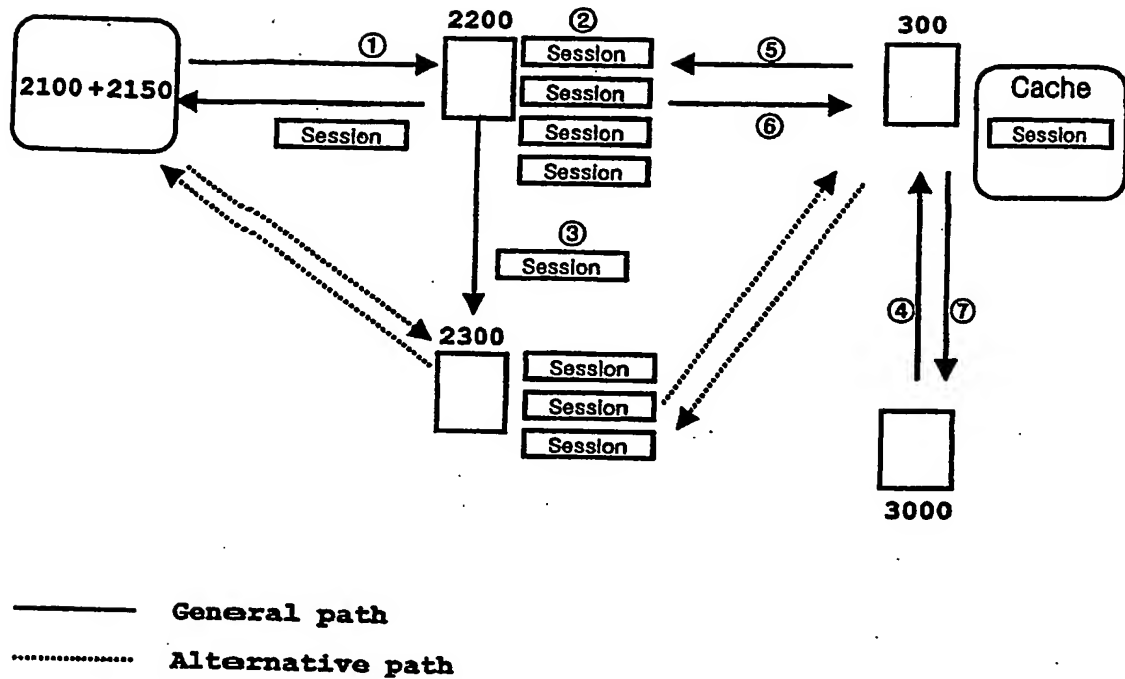 2200
②
300
①
Session
⑤
2100+2150
Session
Cache
Session
Session
⑥
Session
Session
③
Session
2300
④
⑦
Session
Session
Session
3000
General path
Alternative path